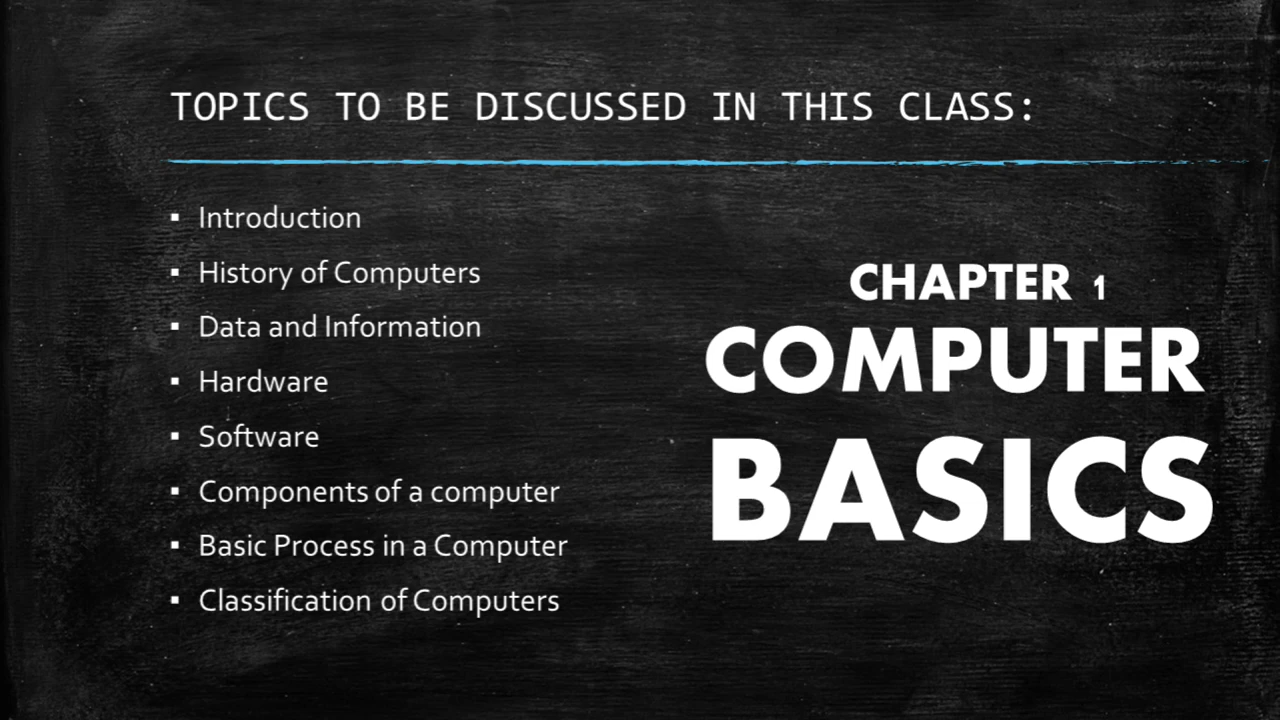 TOPICS TO BE DISCUSSED IN THIS CLASS:
▪ Introduction
▪ History of Computers
▪ Data and Information
▪ Hardware
▪ Software
▪ Components of a computer
▪ Basic Process in a Computer
▪ Classification of Computers
CHAPTER 1
COMPUTER
BASICS